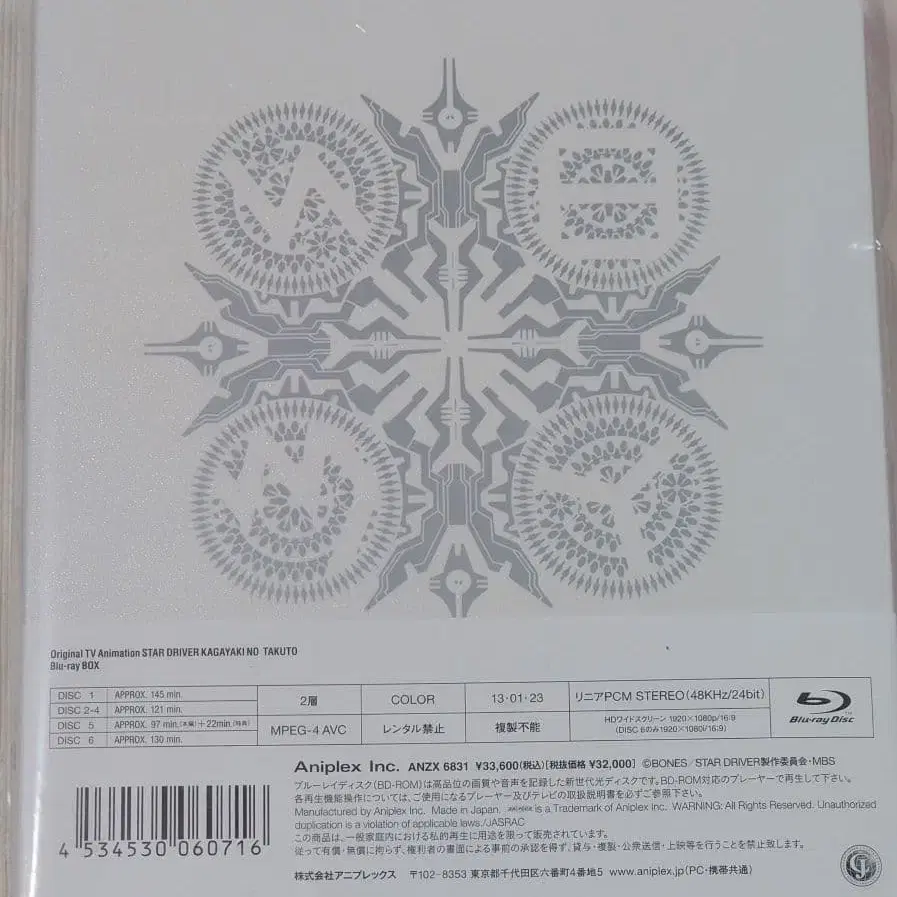 Original TV Animation STAR DRIVER KAGAYAKI NO TAKUTO
Blu-ray BOX
DISC 1 APPROX. 145 min.
DISC 2-4 APPROX. 121 min.
DISC 5 APPROX. 97 min.(本編)+22min.(特典)
DISC 6 APPROX. 130 min.
2層 COLOR 13・01・23 リニアPCM STEREO(48KHz/24bit)
MPEG-4 AVC レンタル禁止 複製不能 HDワイドスクリーン 1920×1080p/16:9
(DISC 6のみ1920×1080i/16:9)
Blu-ray Disc
Aniplex Inc. ANZX 6831 ¥33,600(税込)[税抜価格 ¥32,000] ©BONES/STAR DRIVER製作委員会・MBS
ブルーレイディスク(BD-ROM)は高品位の画質や音声を記録した新世代光ディスクです。BD-ROM対応のプレーヤーで再生して下さい。
各再生機能操作については、ご使用になるプレーヤー及びテレビの取扱説明書を必ずご参照下さい。
Manufactured by Aniplex Inc. Made in Japan. is a Trademark of Aniplex Inc. WARNING: All Rights Reserved. Unauthorized
duplication is a violation of applicable laws./JASRAC
この商品は、一般家庭内における私的再生に用途を限って販売されています。
従って有償・無償に拘らず、権利者の書面による事前の承認を得ず、貸与・複製・公衆送信・上映等を行うことを禁止致します。
株式会社アニプレックス 〒102-8353 東京都千代田区六番町4番地5 www.aniplex.jp(PC・携帯共通)
4 534530 060716